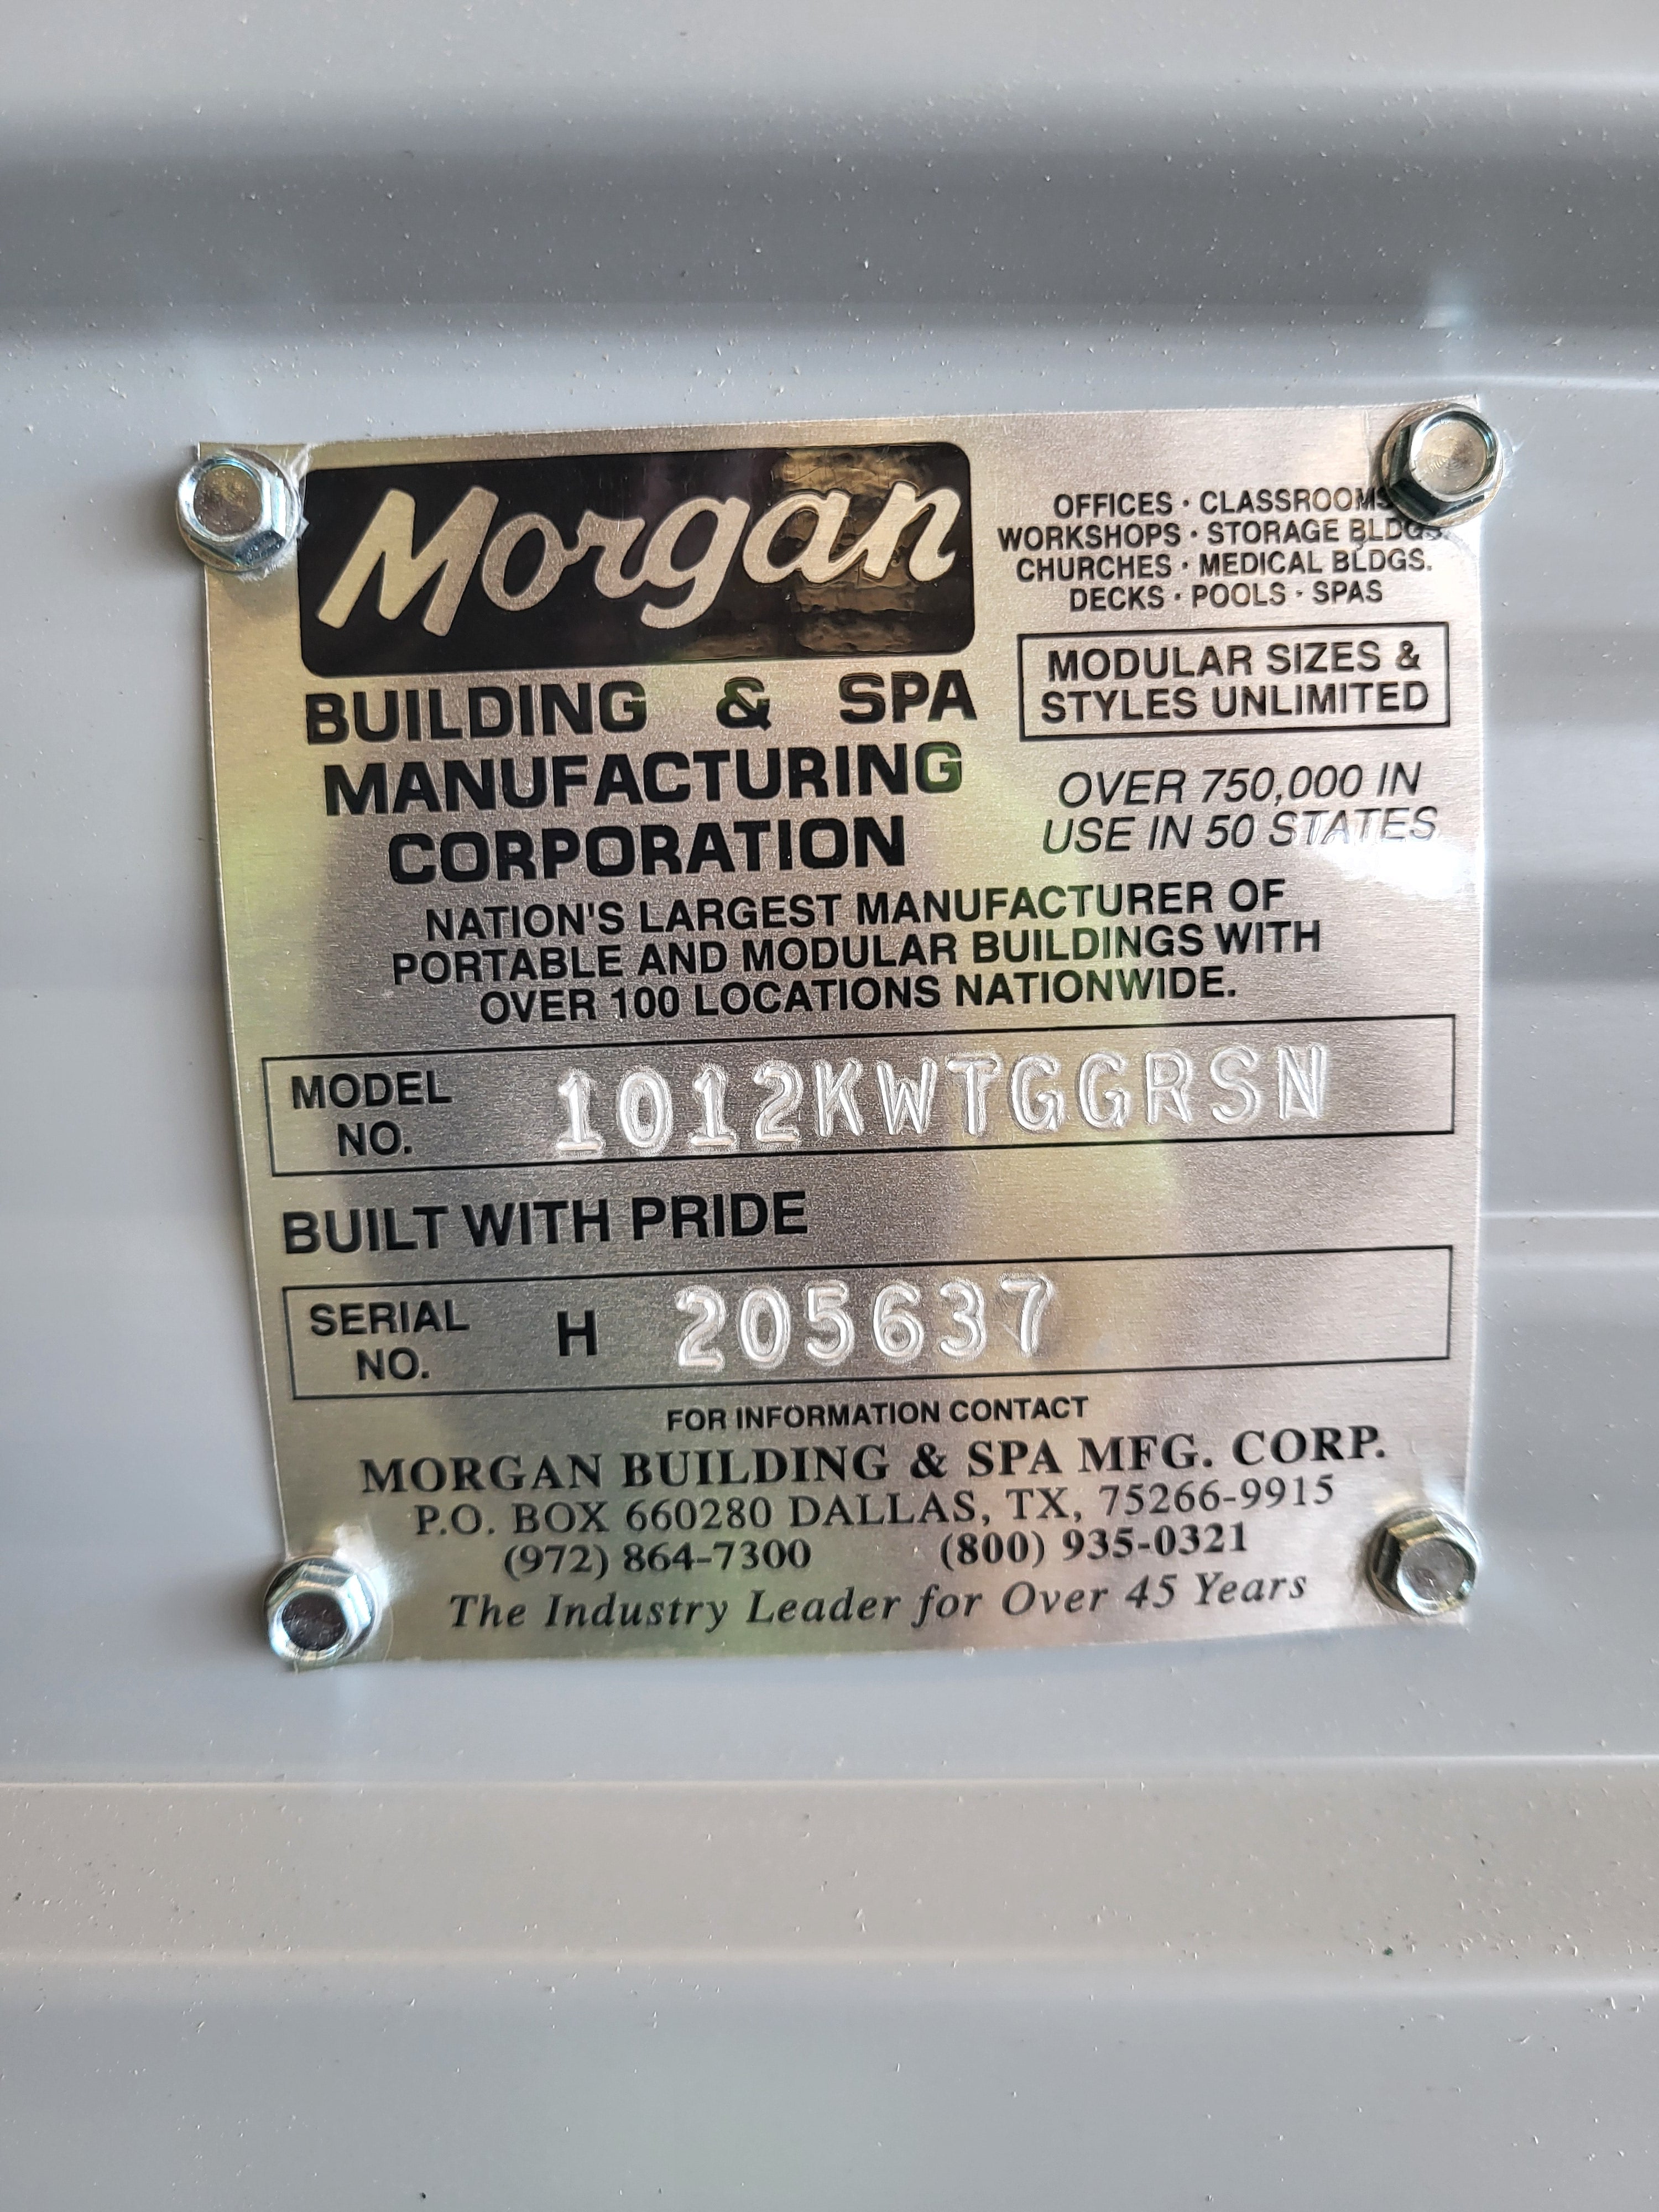 Morgan
BUILDING & SPA
MANUFACTURING
CORPORATION
OFFICES · CLASSROOMS
WORKSHOPS · STORAGE BLDGS.
CHURCHES · MEDICAL BLDGS.
DECKS · POOLS · SPAS
MODULAR SIZES &
STYLES UNLIMITED
OVER 750,000 IN
USE IN 50 STATES
NATION'S LARGEST MANUFACTURER OF
PORTABLE AND MODULAR BUILDINGS WITH
OVER 100 LOCATIONS NATIONWIDE.
MODEL
NO.
1012KWTGGRSN
BUILT WITH PRIDE
SERIAL
NO.
H 205637
FOR INFORMATION CONTACT
MORGAN BUILDING & SPA MFG. CORP.
P.O. BOX 660280 DALLAS, TX, 75266-9915
(972) 864-7300 (800) 935-0321
The Industry Leader for Over 45 Years